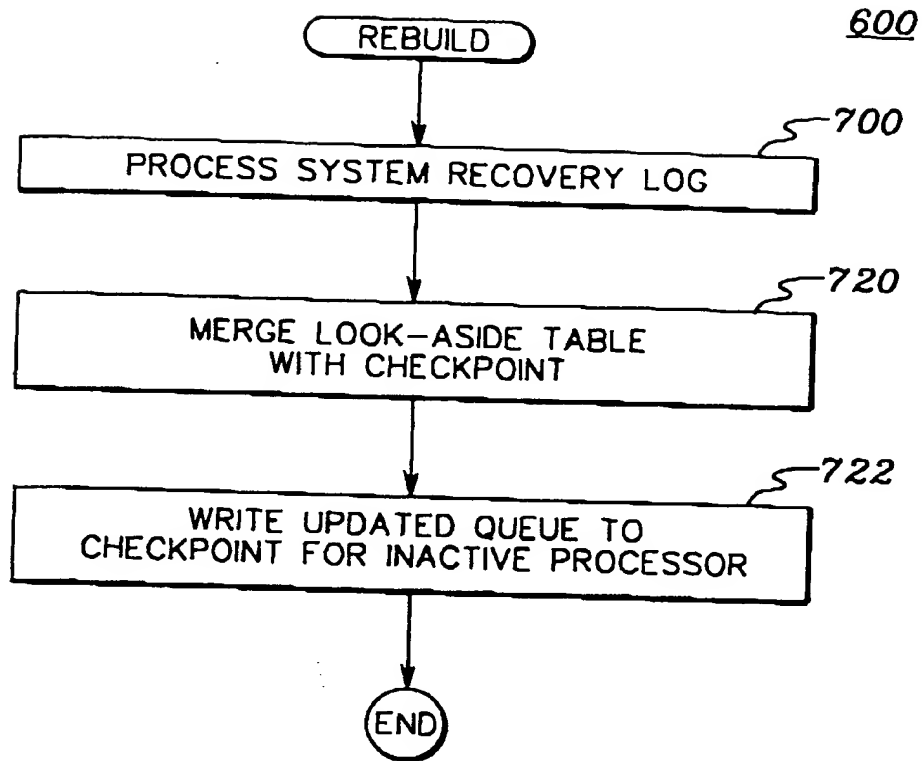 600
REBUILD
700
PROCESS SYSTEM RECOVERY LOG
720
MERGE LOOK-ASIDE TABLE
WITH CHECKPOINT
722
WRITE UPDATED QUEUE TO
CHECKPOINT FOR INACTIVE PROCESSOR
END